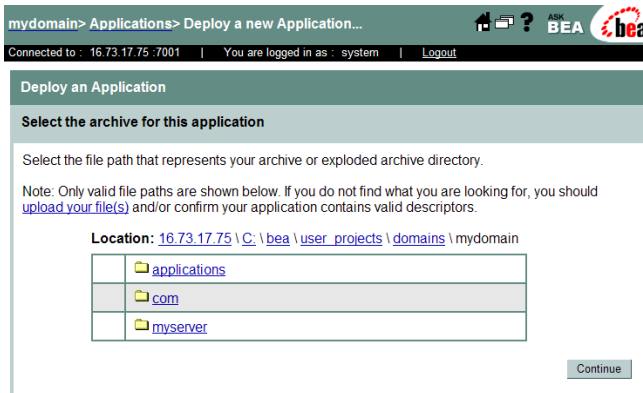 mydomain> Applications> Deploy a new Application...
? ASK BEA bea
Connected to : 16.73.17.75 :7001 | You are logged in as : system | Logout
Deploy an Application
Select the archive for this application
Select the file path that represents your archive or exploded archive directory.
Note: Only valid file paths are shown below. If you do not find what you are looking for, you should
upload your file(s) and/or confirm your application contains valid descriptors.
Location: 16.73.17.75 \ C: \ bea \ user_projects \ domains \ mydomain
applications
com
myserver
Continue